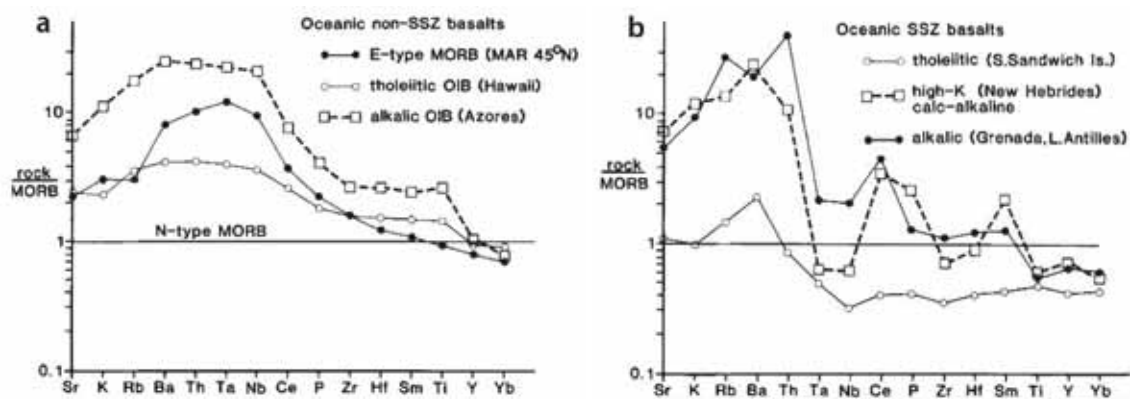 a
Oceanic non-SSZ basalts
E-type MORB (MAR 45°N)
tholeiitic OIB (Hawaii)
alkalic OIB (Azores)
10
rock
MORB
N-type MORB
1
0.1
Sr K Rb Ba Th Ta Nb Ce P Zr Hf Sm Ti Y Yb
b
Oceanic SSZ basalts
tholeiitic (S.Sandwich Is.)
high-K (New Hebrides)
calc-alkaline
alkalic (Grenada, L.Antilles)
10
rock
MORB
1
0.1
Sr K Rb Ba Th Ta Nb Ce P Zr Hf Sm Ti Y Yb